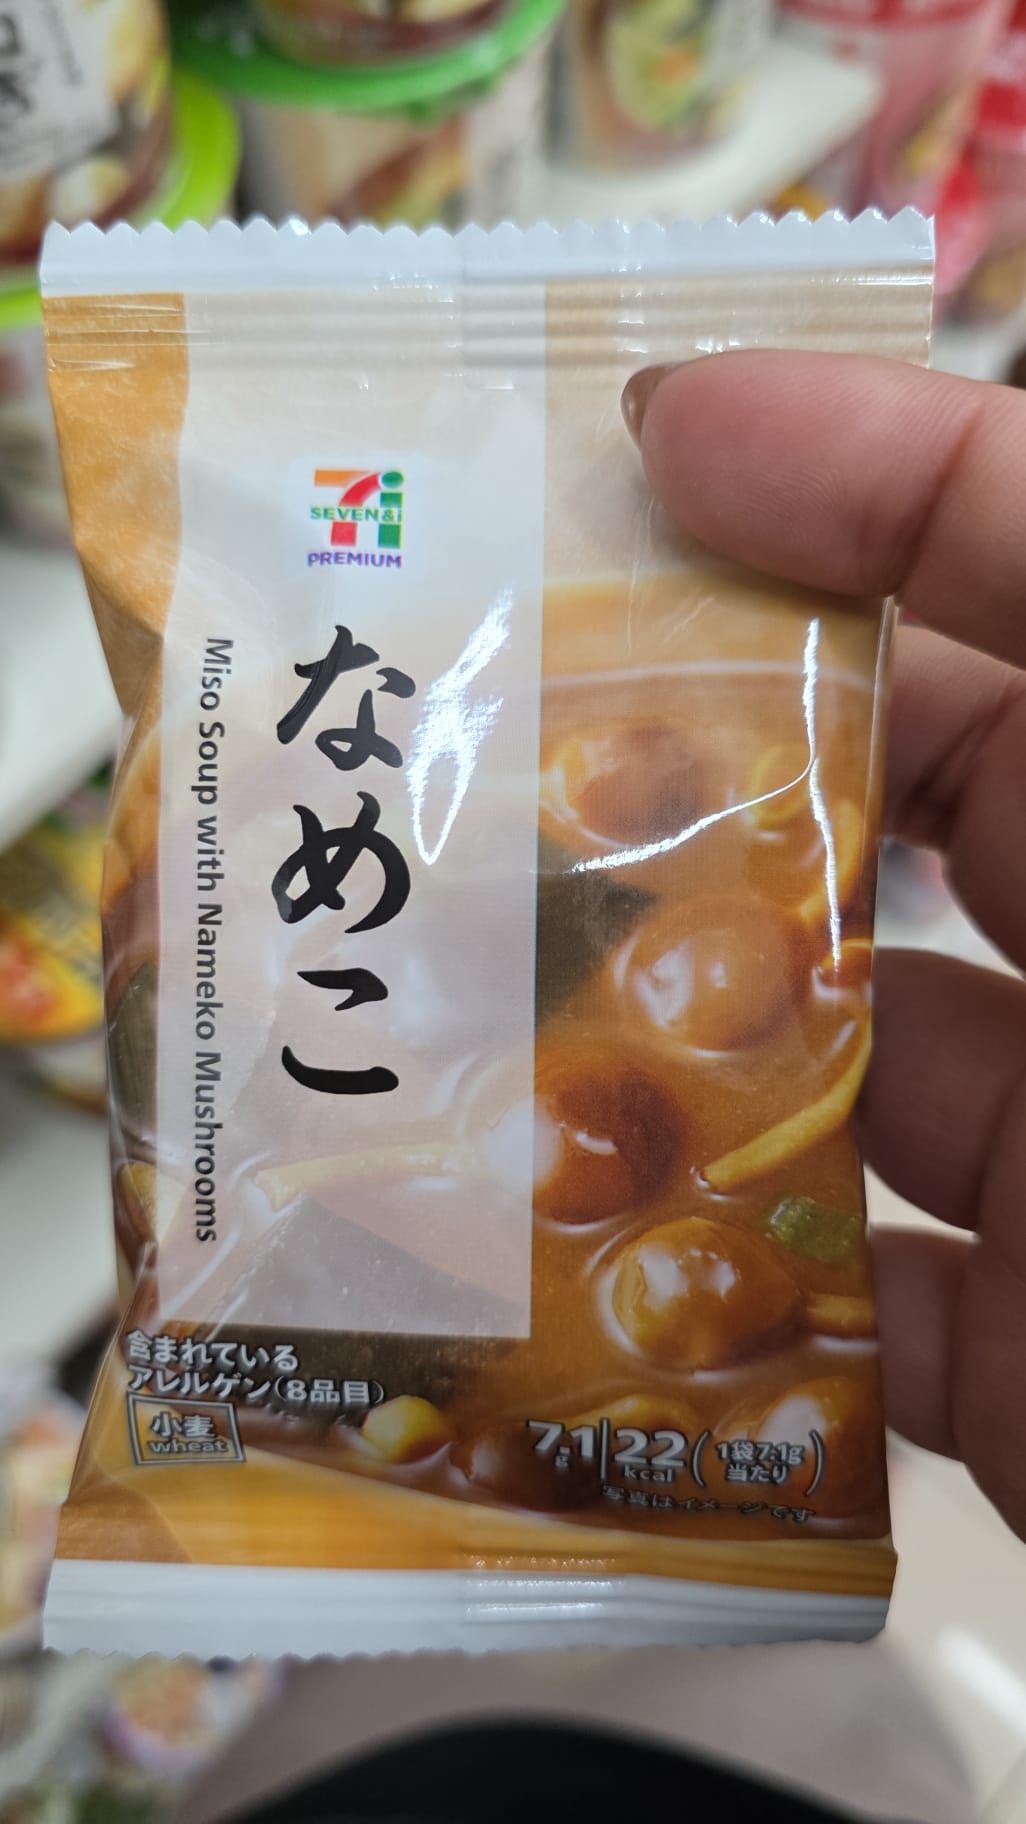 SEVEN&i
PREMIUM
なめこ
Miso Soup with Nameko Mushrooms
含まれている
アレルゲン(8品目)
小麦
wheat
7.1g 22kcal (1袋7.1g当たり)
写真はイメージです